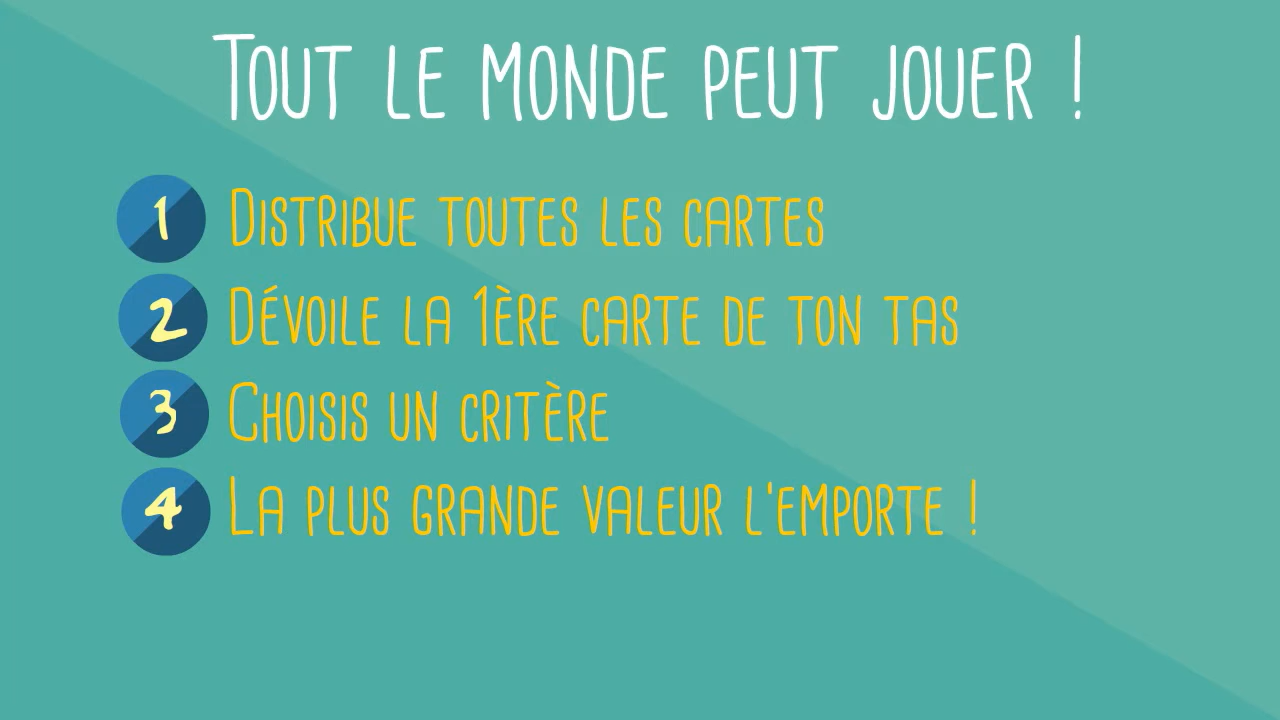 Tout le monde peut jouer !
1 Distribue toutes les cartes
2 Dévoile la 1ère carte de ton tas
3 Choisis un critère
4 La plus grande valeur l'emporte !